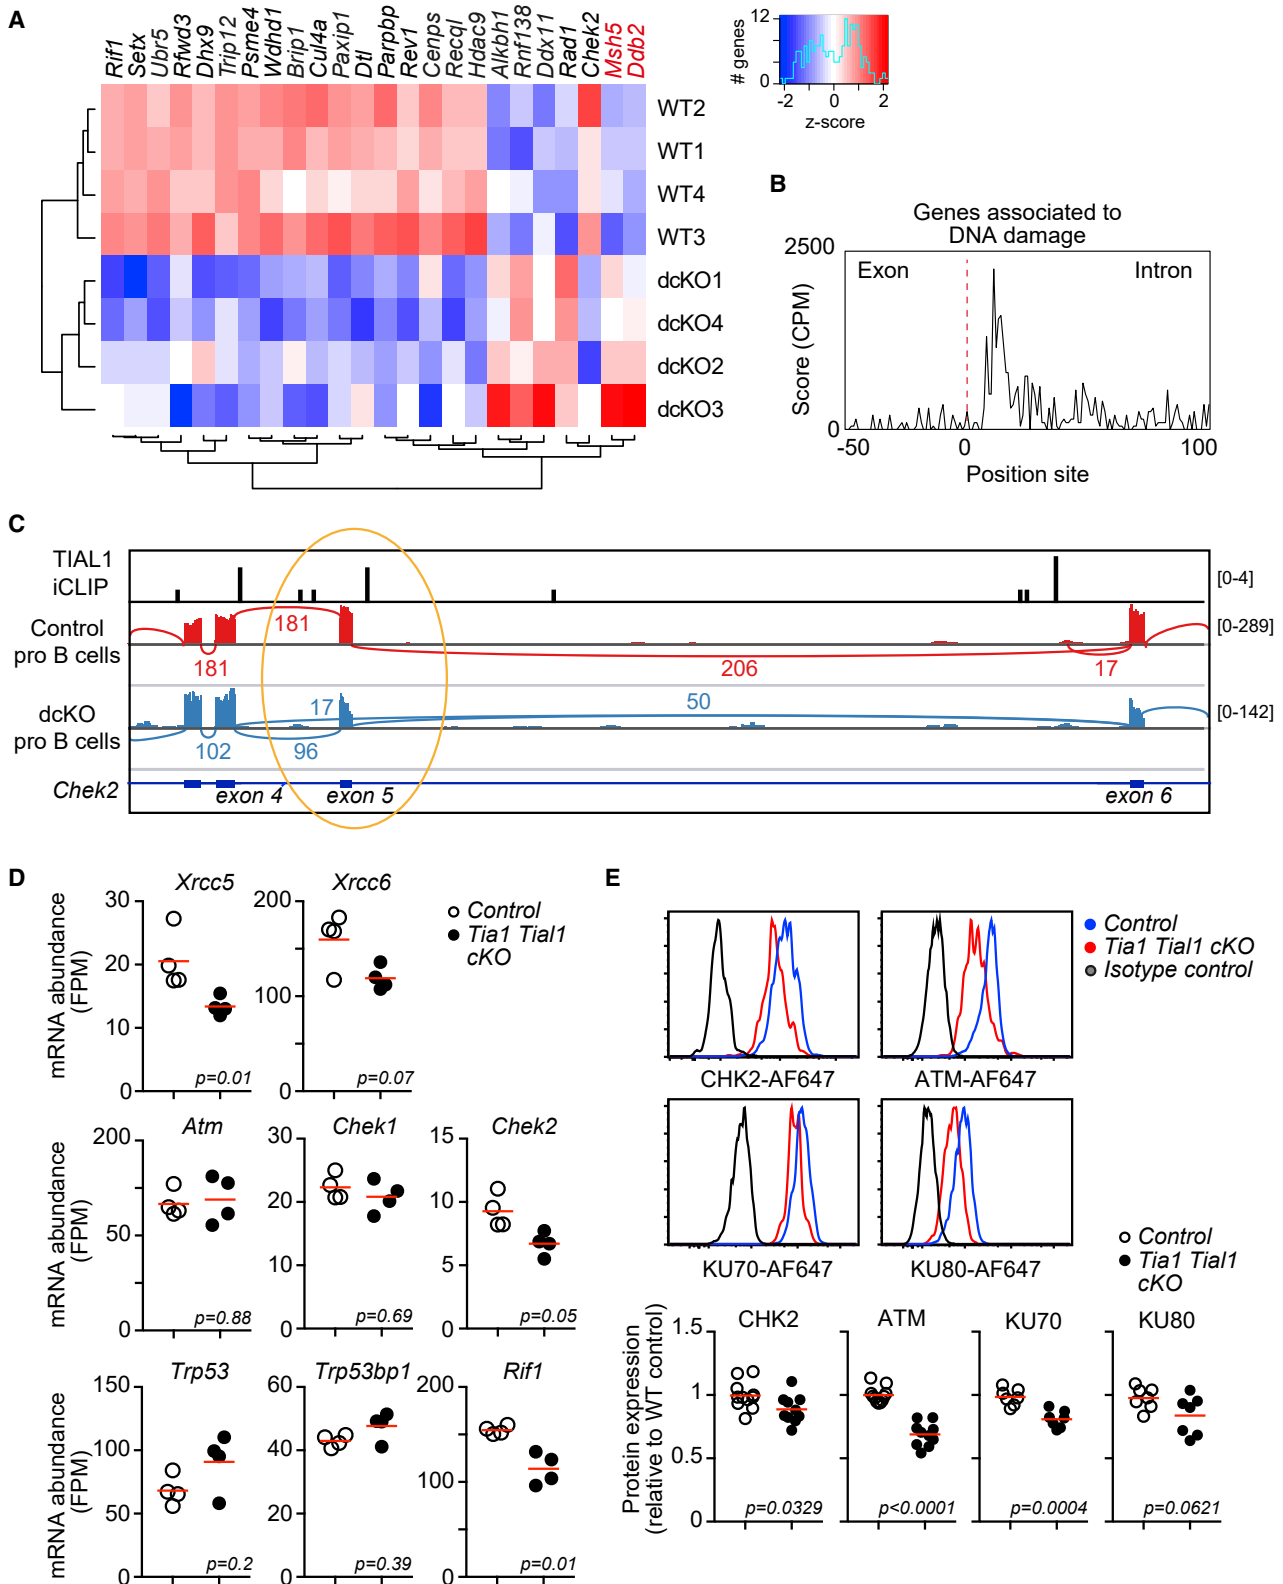 A
Rif1 Setx Ubr5 Rfwd3 Dhx9 Trip12 Psme4 Wdhd1 Brip1 Cul4a Paxip1 Dtl Parpbp Rev1 Cenps Recql Hdac9 Alkbh1 Rnf138 Ddx11 Rad1 Chek2 Msh5 Ddb2
WT2
WT1
WT4
WT3
dcKO1
dcKO4
dcKO2
dcKO3
# genes
12
0
-2 0 2
z-score
B
Genes associated to
DNA damage
2500
Exon Intron
Score (CPM)
0
-50 0 100
Position site
C
TIAL1
iCLIP
[0-4]
Control
pro B cells
181
181
206
17
[0-289]
dcKO
pro B cells
17
50
102
96
[0-142]
Chek2
exon 4 exon 5 exon 6
D
Xrcc5
mRNA abundance
(FPM)
30
20
10
0
p=0.01
Xrcc6
200
100
0
p=0.07
Control
Tia1 Tial1
cKO
Atm
mRNA abundance
(FPM)
200
50
0
p=0.88
Chek1
30
20
10
0
p=0.69
Chek2
15
10
5
0
p=0.05
Trp53
mRNA abundance
(FPM)
150
100
50
0
p=0.2
Trp53bp1
60
40
20
0
p=0.39
Rif1
200
100
0
p=0.01
E
CHK2-AF647
ATM-AF647
Control
Tia1 Tial1 cKO
Isotype control
KU70-AF647
KU80-AF647
Control
Tia1 Tial1
cKO
Protein expression
(relative to WT control)
1.5
1
0.5
0
CHK2
p=0.0329
ATM
p<0.0001
KU70
p=0.0004
KU80
p=0.0621